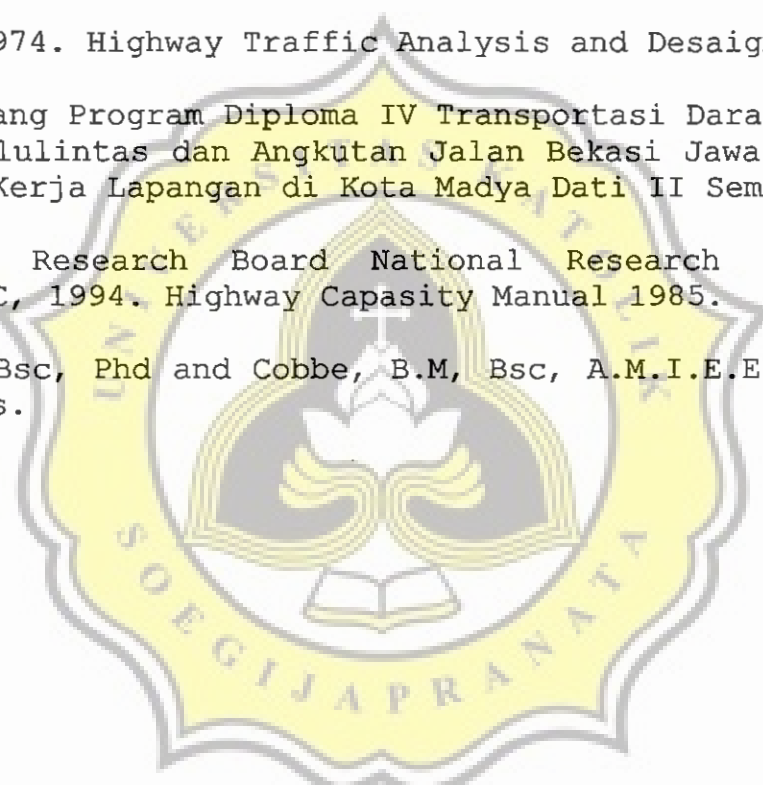 974. Highway Traffic Analysis and Desaig
ang Program Diploma IV Transportasi Dara
lulintas dan Angkutan Jalan Bekasi Jawa
Kerja Lapangan di Kota Madya Dati II Sem
Research Board National Research
C, 1994. Highway Capasity Manual 1985.
Bsc, Phd and Cobbe, B.M, Bsc, A.M.I.E.E
s.
UNIVERSITAS KATOLIK
SOEGIJAPRANATA